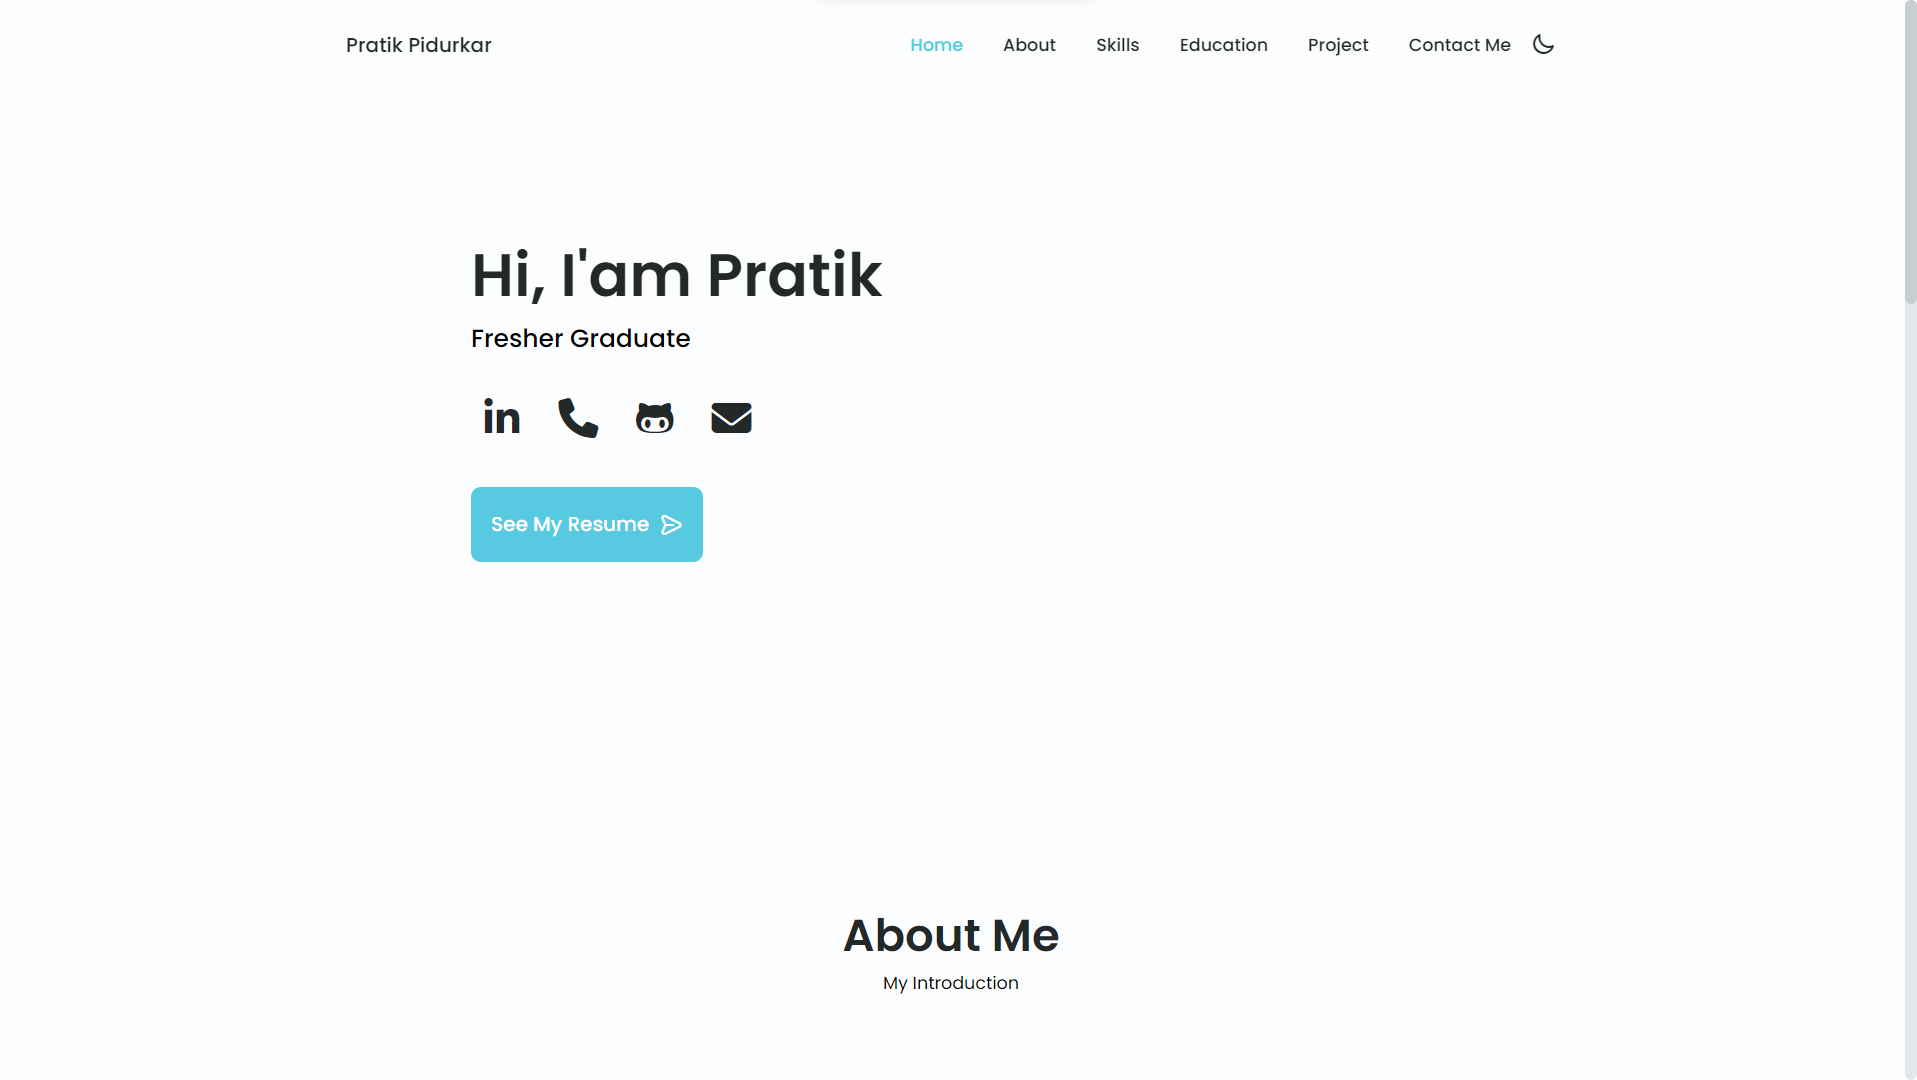 Pratik Pidurkar
Home About Skills Education Project Contact Me
Hi, I'am Pratik
Fresher Graduate
in
See My Resume
About Me
My Introduction